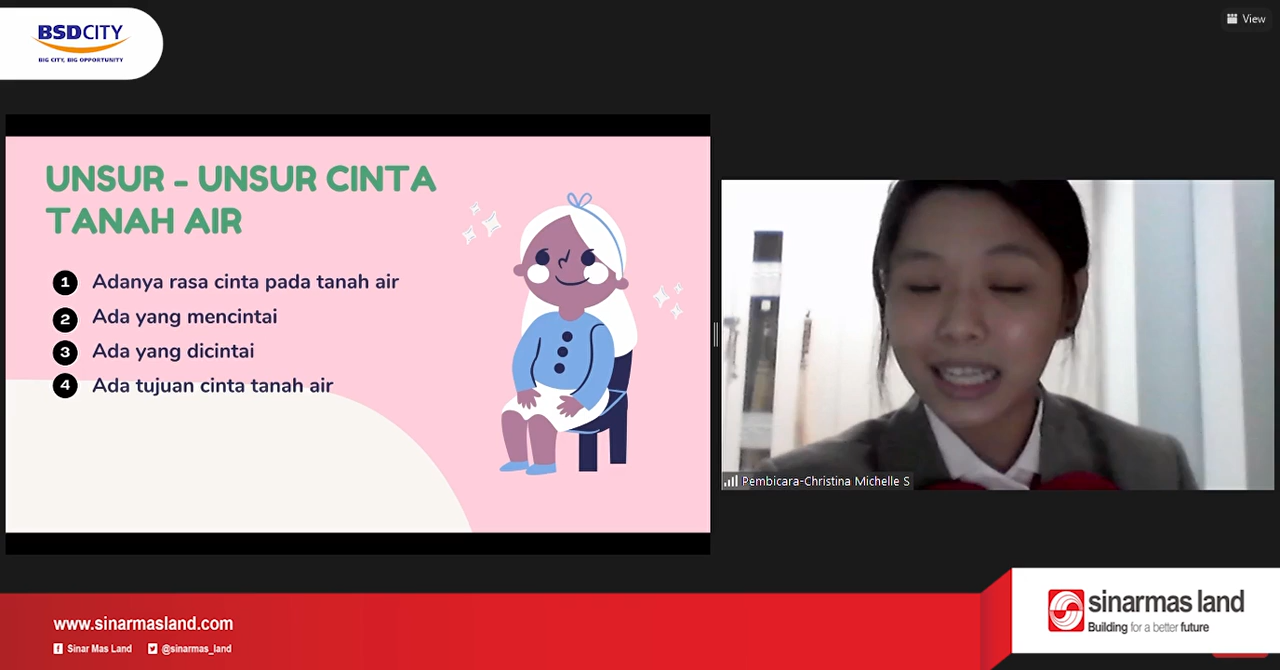 BSDCITY
BIG CITY, BIG OPPORTUNITY
View
UNSUR - UNSUR CINTA
TANAH AIR
1 Adanya rasa cinta pada tanah air
2 Ada yang mencintai
3 Ada yang dicintai
4 Ada tujuan cinta tanah air
Pembicara-Christina Michelle S
www.sinarmasland.com
Sinar Mas Land @sinarmas_land
sinarmas land
Building for a better future